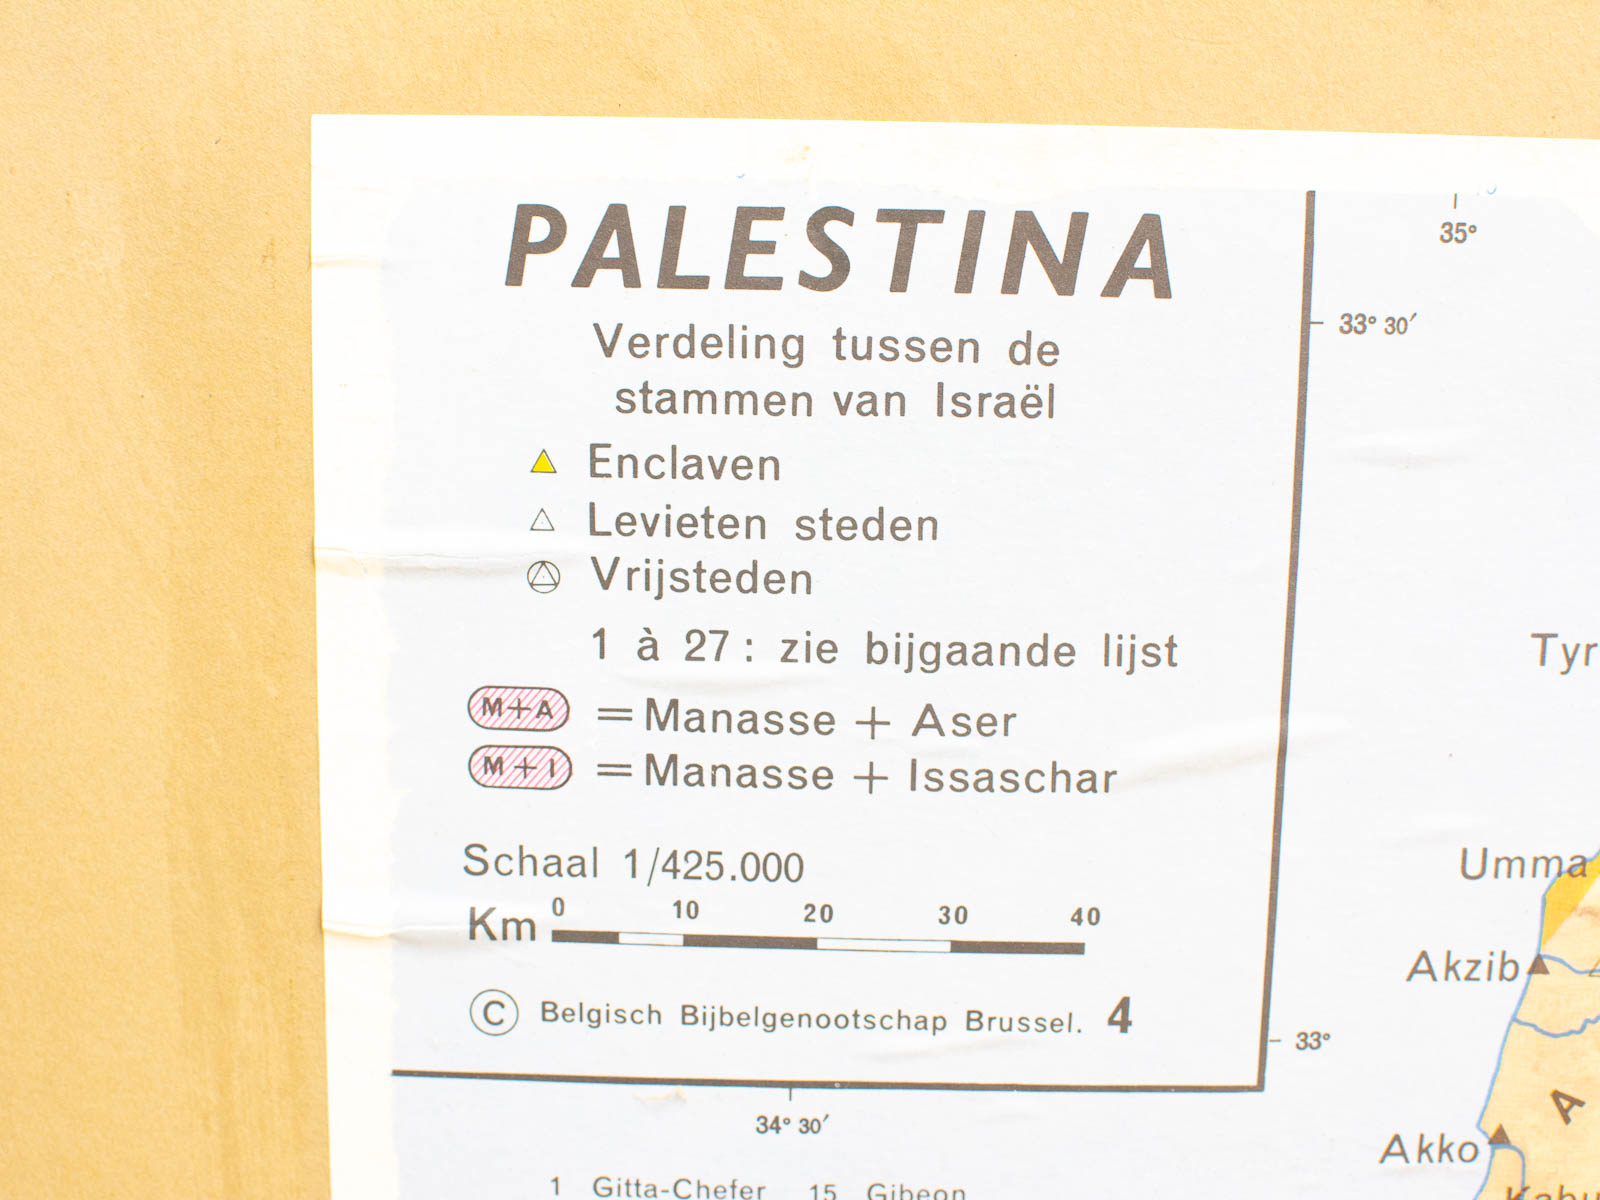 PALESTINA
Verdeling tussen de
stammen van Israël
Enclaven
Levieten steden
Vrijsteden
1 à 27 : zie bijgaande lijst
M+A = Manasse + Aser
M+I = Manasse + Issaschar
Schaal 1/425.000
Km 0 10 20 30 40
© Belgisch Bijbelgenootschap Brussel. 4
35°
33° 30′
Umma
Akzib
33°
A
34° 30′
Akko
1 Gitta-Chefer 15 Gibeon